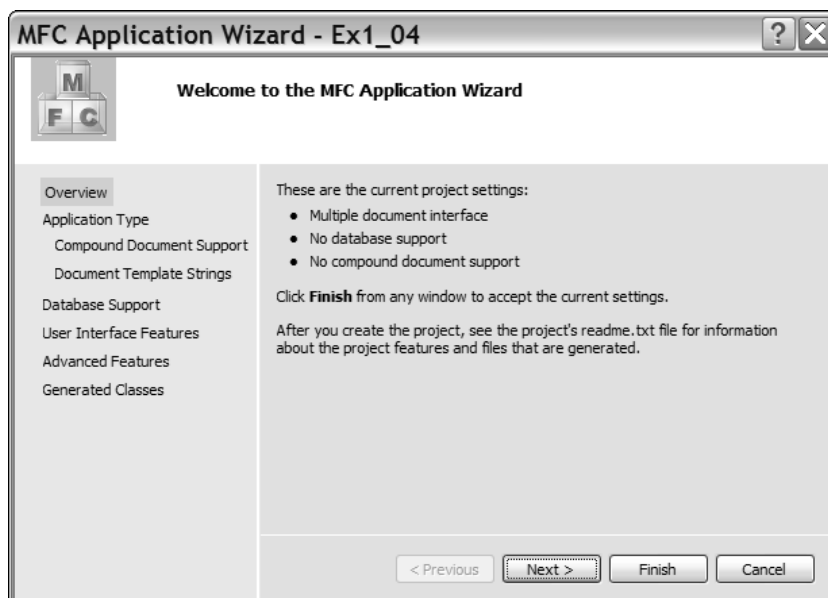 MFC Application Wizard - Ex1_04
? X
M
F C
Welcome to the MFC Application Wizard
Overview
Application Type
Compound Document Support
Document Template Strings
Database Support
User Interface Features
Advanced Features
Generated Classes
These are the current project settings:
● Multiple document interface
● No database support
● No compound document support
Click Finish from any window to accept the current settings.
After you create the project, see the project's readme.txt file for information
about the project features and files that are generated.
< Previous Next > Finish Cancel